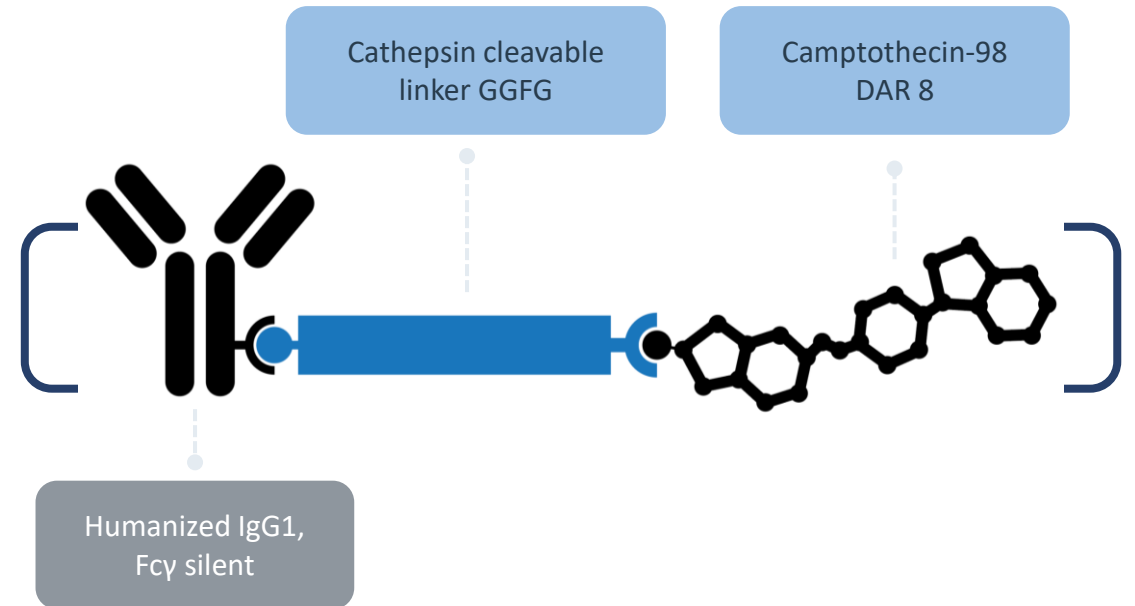 Cathepsin cleavable
linker GGFG
Camptothecin-98
DAR 8
Humanized IgG1,
Fcγ silent